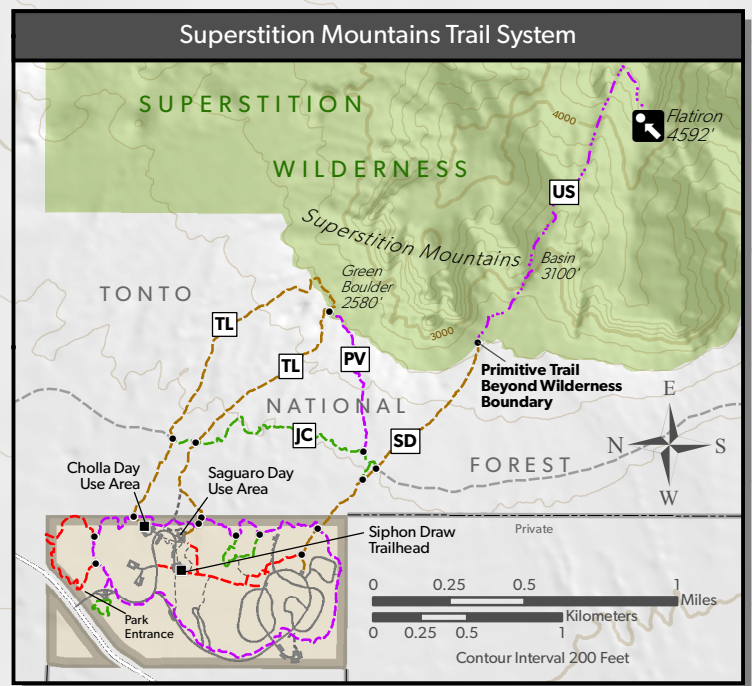 Superstition Mountains Trail System
SUPERSTITION
WILDERNESS
4000
Flatiron
4592'
US
Superstition Mountains
Basin
3100'
Green
Boulder
2580'
TONTO
TL
3000
TL
PV
Primitive Trail
Beyond Wilderness
Boundary
NATIONAL
JC
SD
FOREST
E
N
S
W
Cholla Day
Use Area
Saguaro Day
Use Area
Siphon Draw
Trailhead
Private
Park
Entrance
0 0.25 0.5 1
Miles
Kilometers
0 0.25 0.5 1
Contour Interval 200 Feet